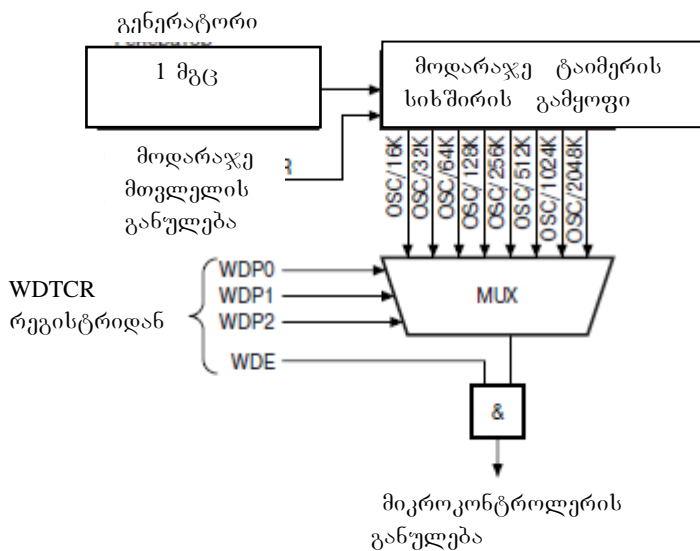 გენერატორი
1 მგც
მოდარაჯე ტაიმერის
სიხშირის გამყოფი
მოდარაჯე
მთვლელის
განულება
R
OSC/16K
OSC/32K
OSC/64K
OSC/128K
OSC/256K
OSC/512K
OSC/1024K
OSC/2048K
WDTCR
რეგისტრიდან
WDP0
WDP1
WDP2
WDE
MUX
&
მიკროკონტროლერის
განულება